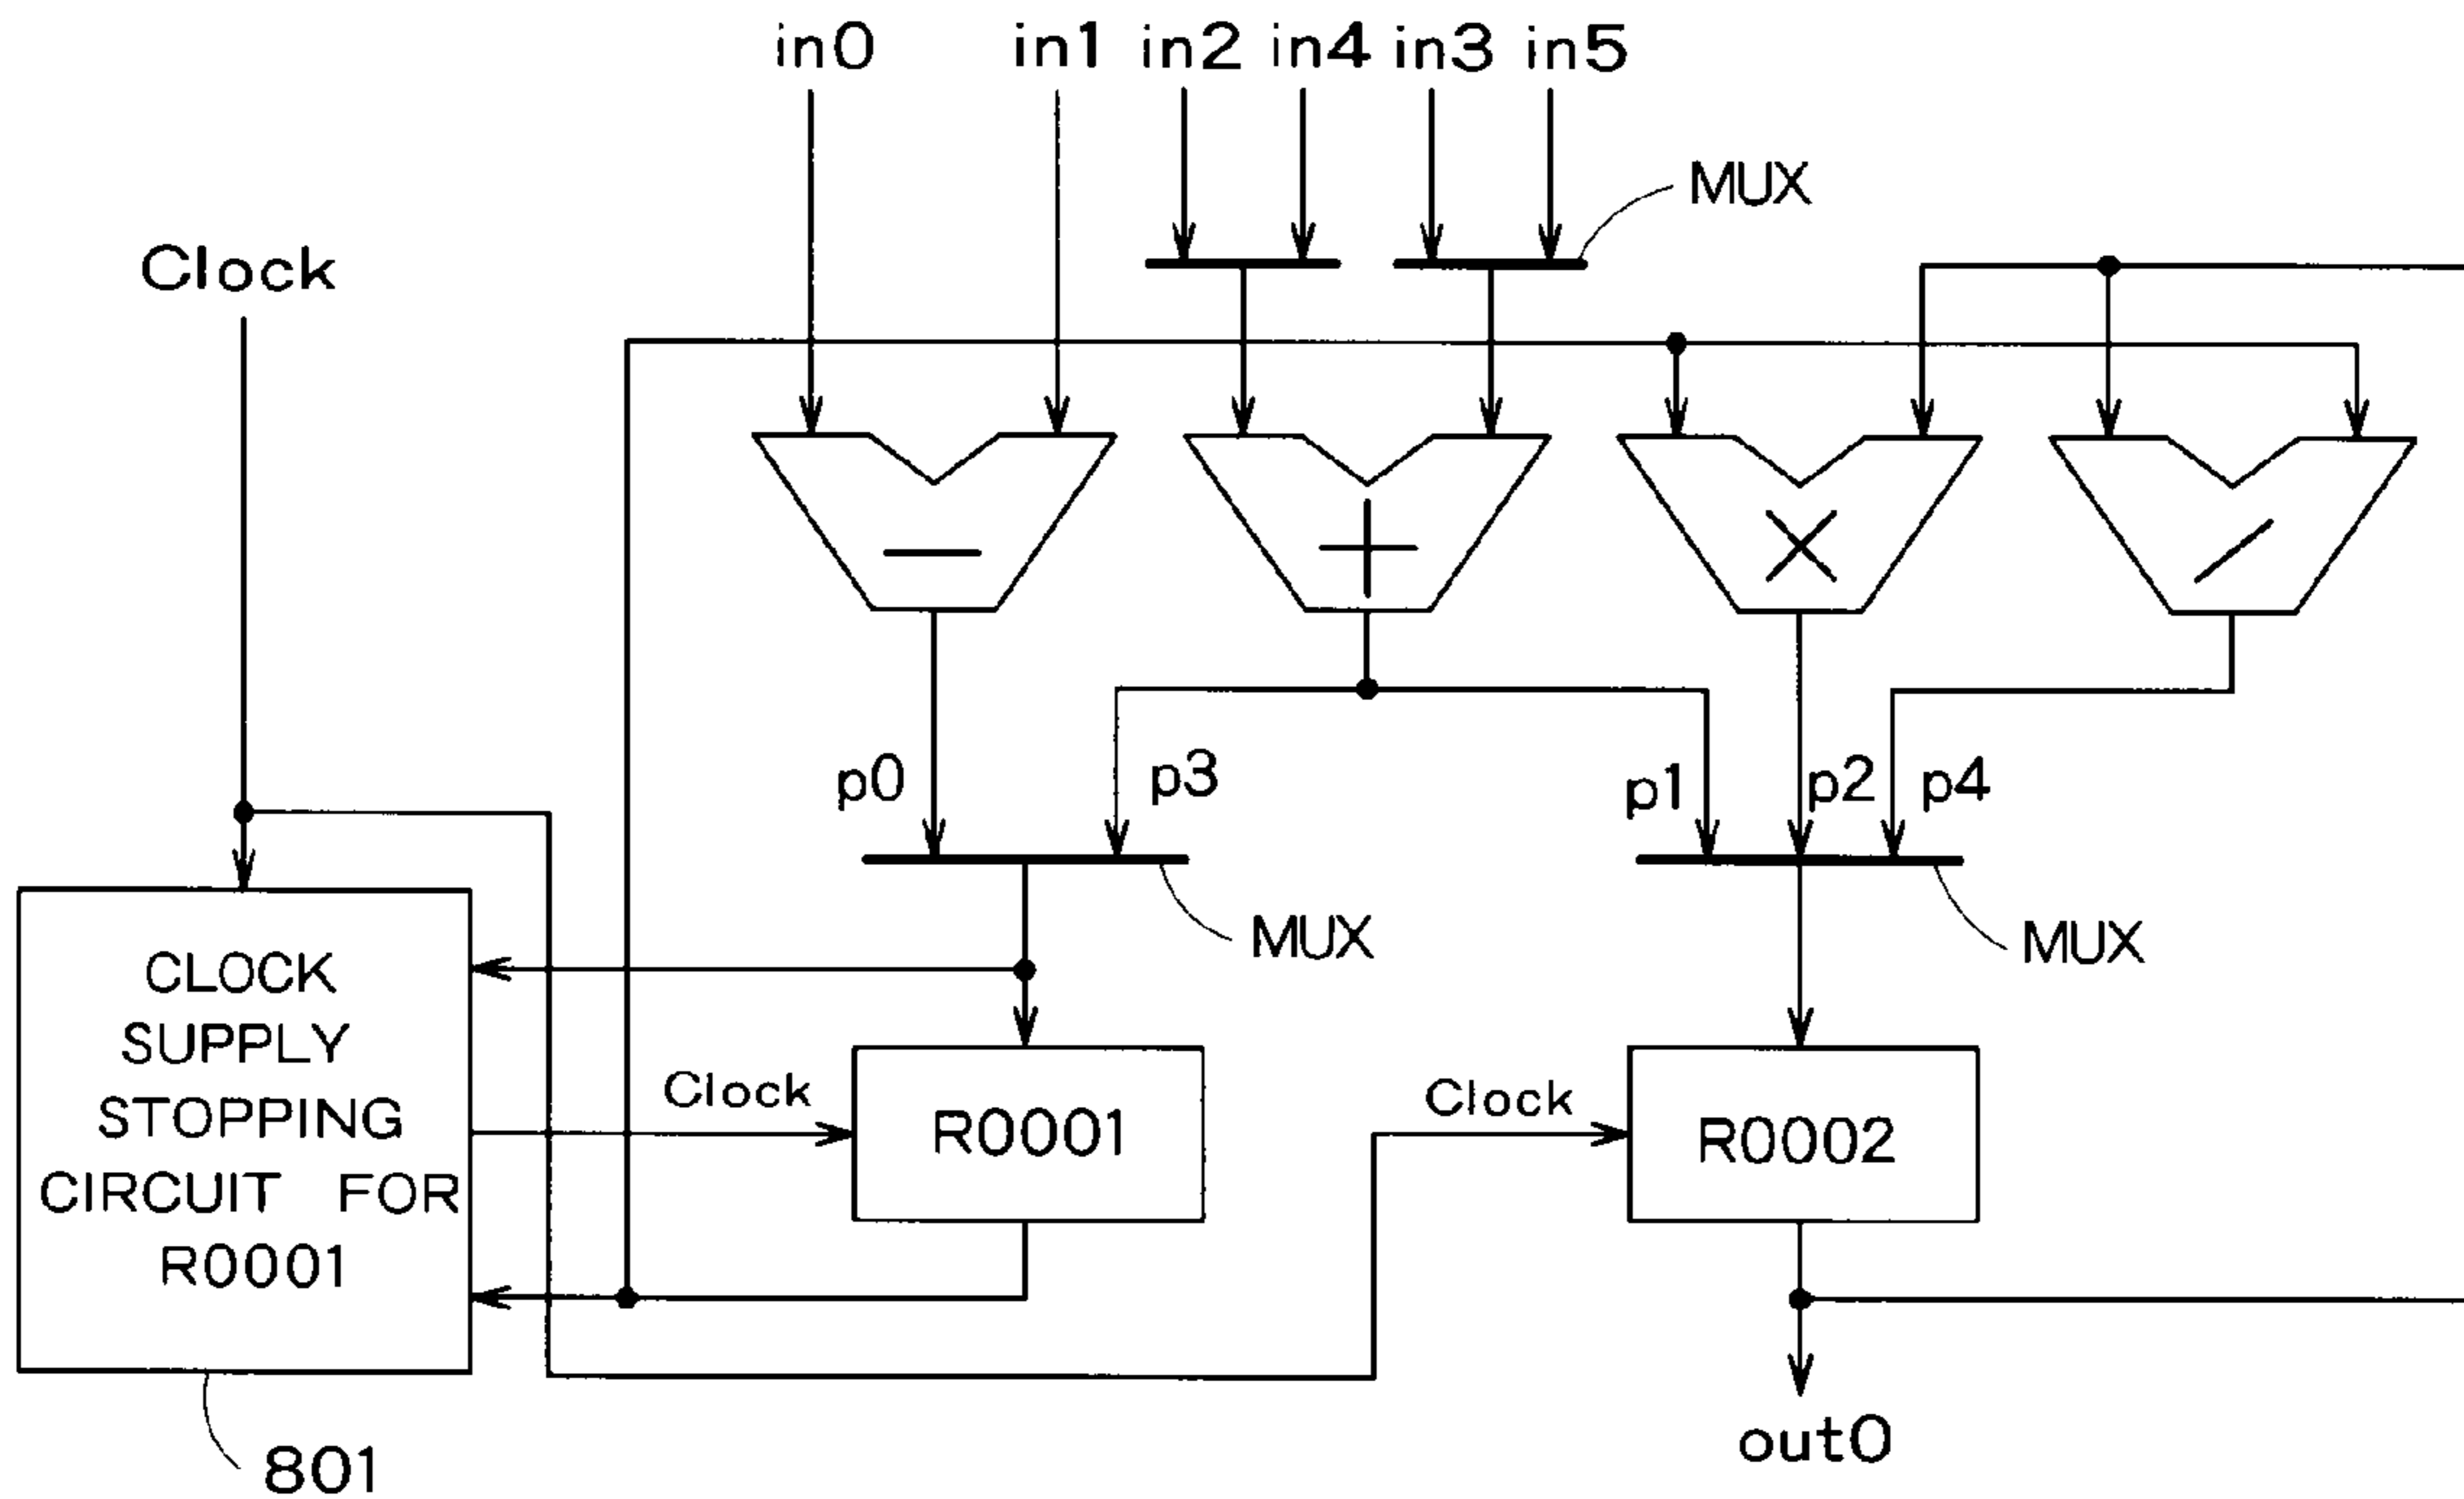 in0 in1 in2 in4 in3 in5
MUX
Clock
p0 p3 p1 p2 p4
MUX
MUX
CLOCK
SUPPLY
STOPPING
CIRCUIT FOR
R0001
Clock
R0001
Clock
R0002
out0
801